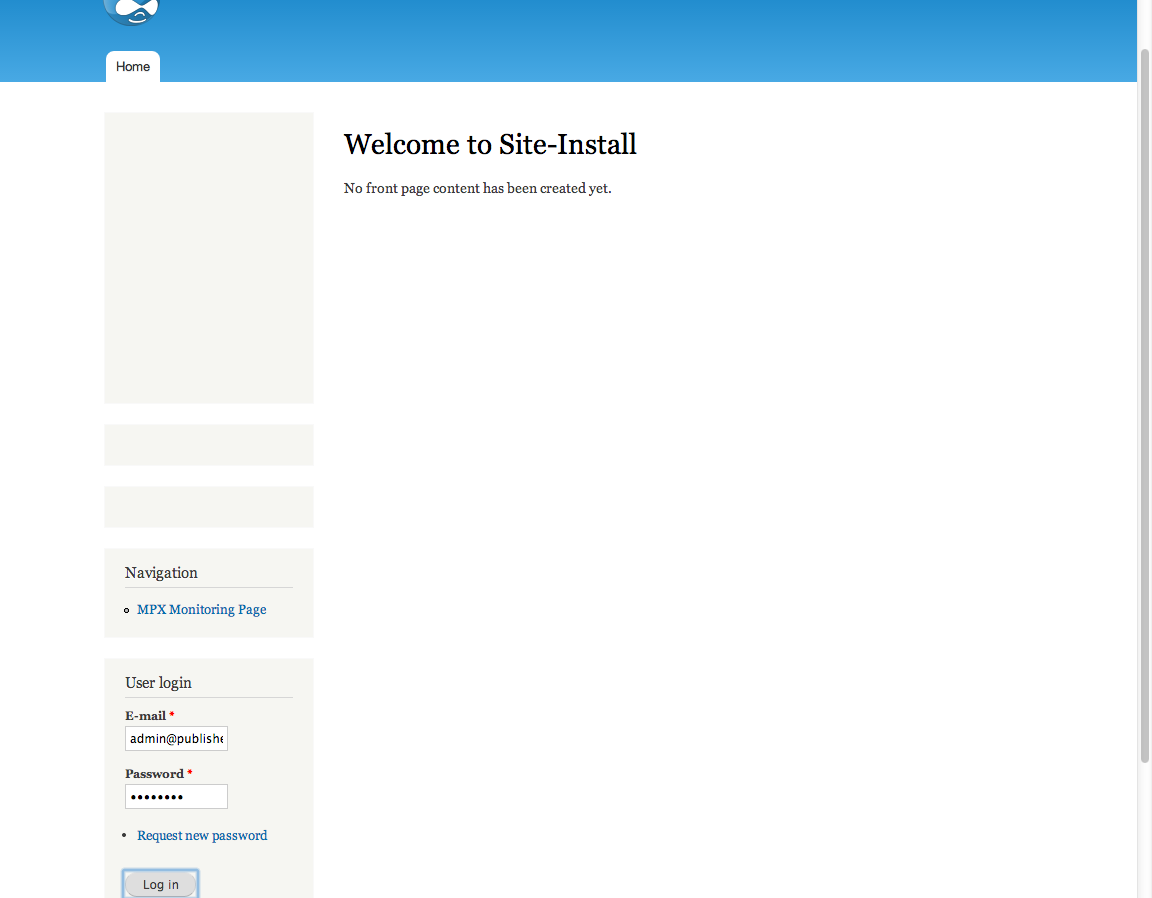 Home
Welcome to Site-Install
No front page content has been created yet.
Navigation
MPX Monitoring Page
User login
E-mail *
admin@publishe
Password *
••••••••
Request new password
Log in